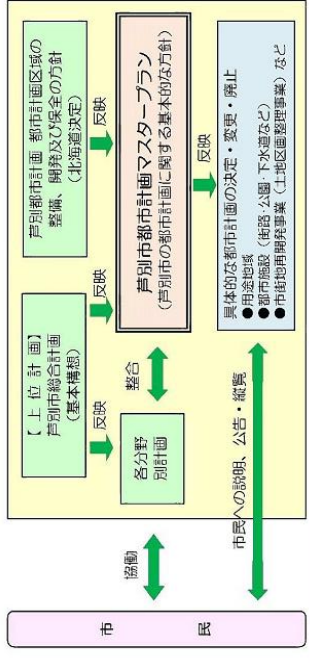 【上位計画】
芦別市総合計画
(基本構想)
芦別都市計画 都市計画区域の
整備、開発及び保全の方針
(北海道決定)
反映
反映
反映
各分野
別計画
整合
芦別市都市計画マスタープラン
(芦別市の都市計画に関する基本的な方針)
反映
具体的な都市計画の決定・変更・廃止
●用途地域
●都市施設(街路・公園・下水道など)
●市街地再開発事業(土地区画整理事業)など
協働
市民への説明、公告・縦覧
市民